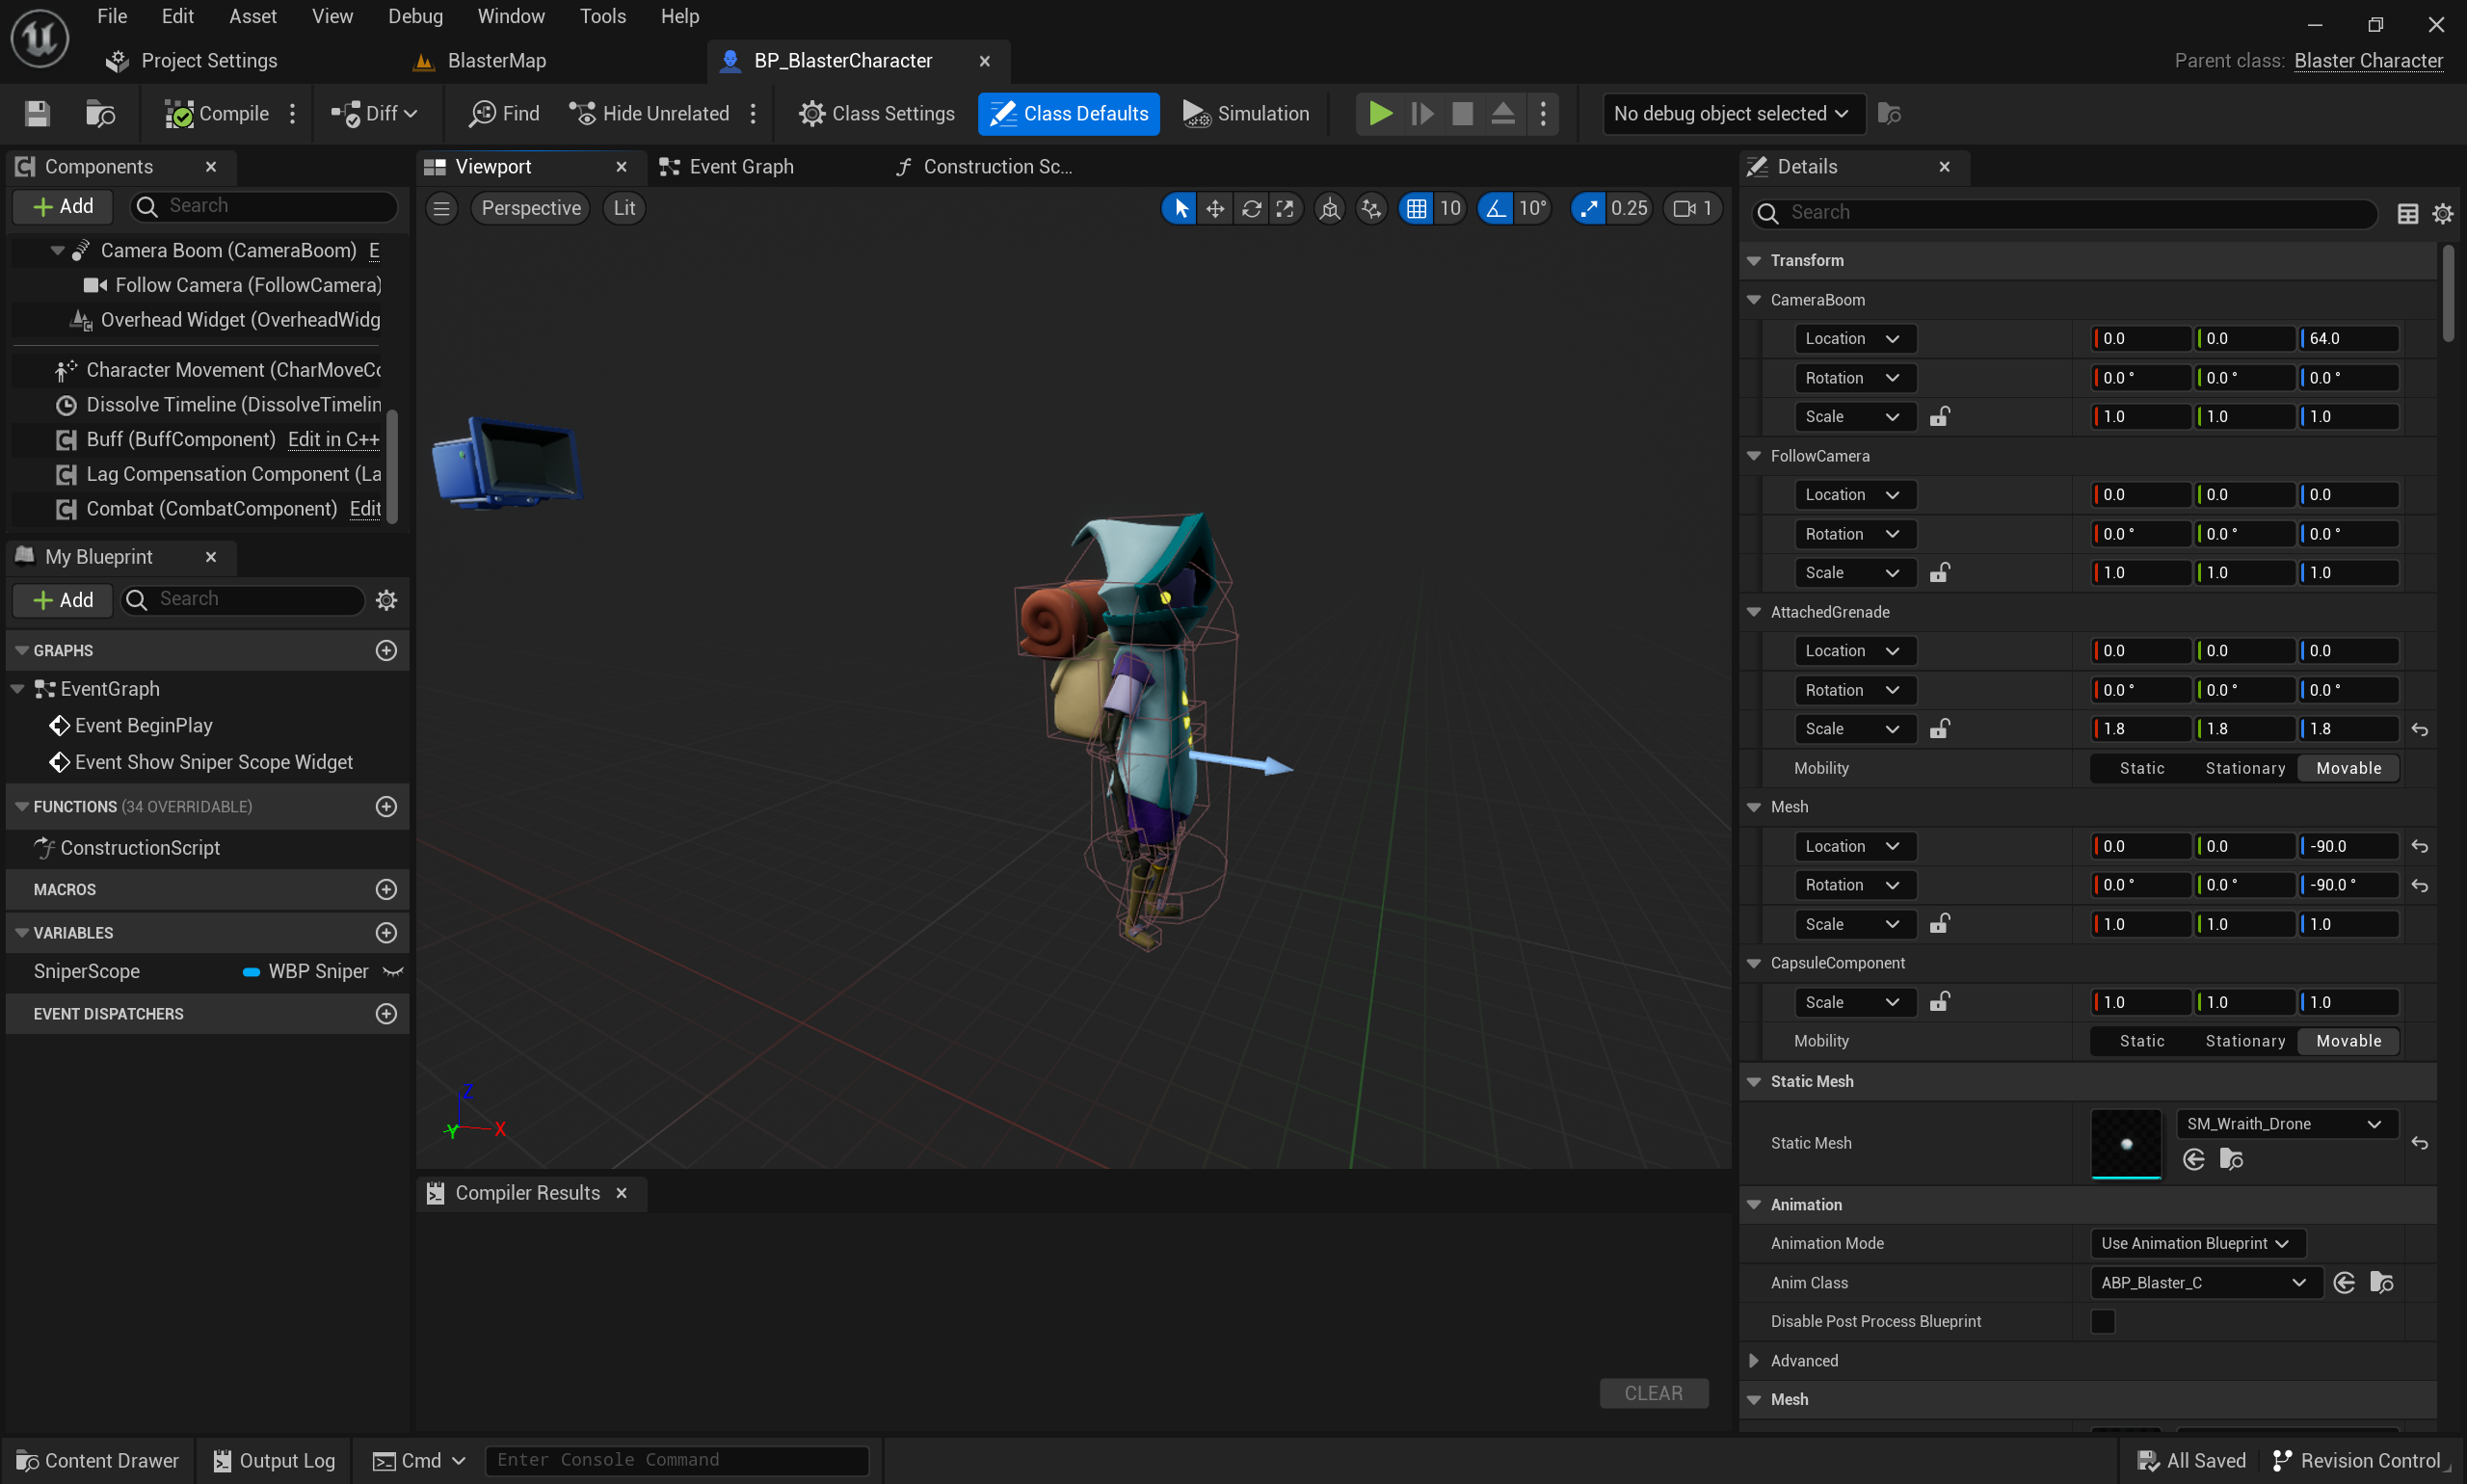 File Edit Asset View Debug Window Tools Help
Project Settings BlasterMap BP_BlasterCharacter Parent class: Blaster Character
Compile Diff Find Hide Unrelated Class Settings Class Defaults Simulation No debug object selected
Components
Add Search
Camera Boom (CameraBoom) E
Follow Camera (FollowCamera)
Overhead Widget (OverheadWidg
Character Movement (CharMoveCo
Dissolve Timeline (DissolveTimelin
Buff (BuffComponent) Edit in C++
Lag Compensation Component (La
Combat (CombatComponent) Edit
My Blueprint
Add Search
GRAPHS
EventGraph
Event BeginPlay
Event Show Sniper Scope Widget
FUNCTIONS (34 OVERRIDABLE)
ConstructionScript
MACROS
VARIABLES
SniperScope WBP Sniper
EVENT DISPATCHERS
Viewport Event Graph Construction Sc...
Perspective Lit 10 10° 0.25 1
Z
Y X
Compiler Results
CLEAR
Details
Search
Transform
CameraBoom
Location 0.0 0.0 64.0
Rotation 0.0 ° 0.0 ° 0.0 °
Scale 1.0 1.0 1.0
FollowCamera
Location 0.0 0.0 0.0
Rotation 0.0 ° 0.0 ° 0.0 °
Scale 1.0 1.0 1.0
AttachedGrenade
Location 0.0 0.0 0.0
Rotation 0.0 ° 0.0 ° 0.0 °
Scale 1.8 1.8 1.8
Mobility Static Stationary Movable
Mesh
Location 0.0 0.0 -90.0
Rotation 0.0 ° 0.0 ° -90.0 °
Scale 1.0 1.0 1.0
CapsuleComponent
Scale 1.0 1.0 1.0
Mobility Static Stationary Movable
Static Mesh
Static Mesh SM_Wraith_Drone
Animation
Animation Mode Use Animation Blueprint
Anim Class ABP_Blaster_C
Disable Post Process Blueprint
Advanced
Mesh
Content Drawer Output Log Cmd Enter Console Command All Saved Revision Control